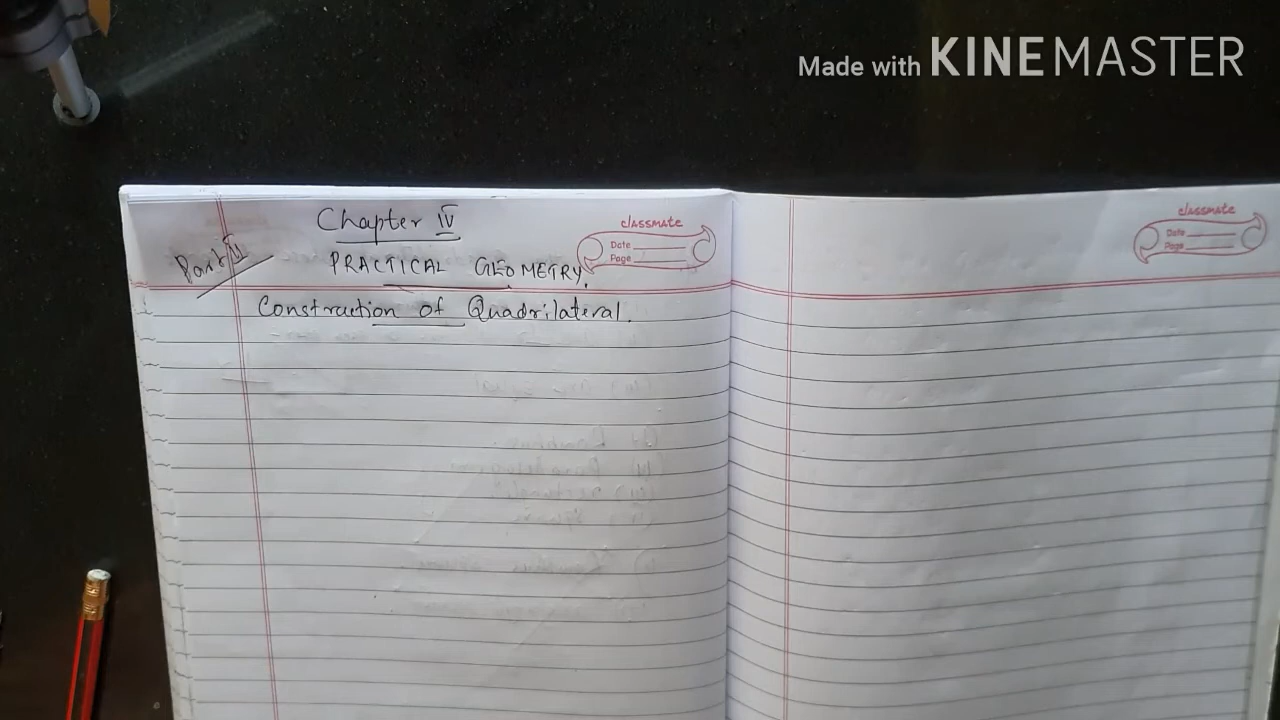 Made with KINEMASTER
Chapter IV
Part II
PRACTICAL GEOMETRY.
Construction of Quadrilateral.
classmate
Date
Page
classmate
Date
Page